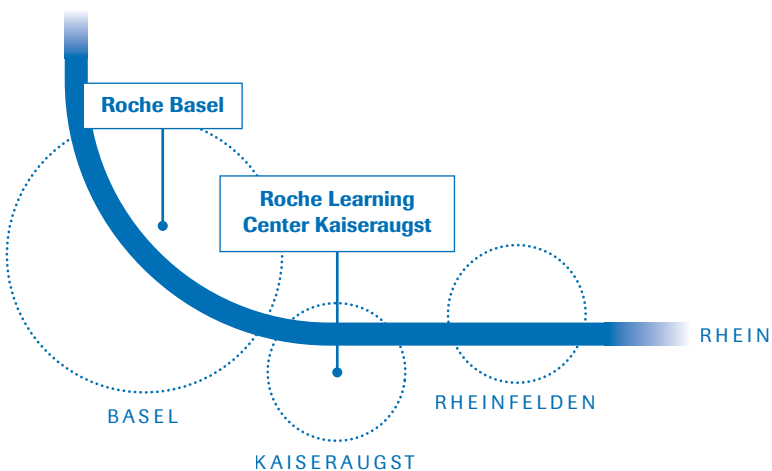 Roche Basel
Roche Learning
Center Kaiseraugst
RHEIN
RHEINFELDEN
BASEL
KAISERAUGST